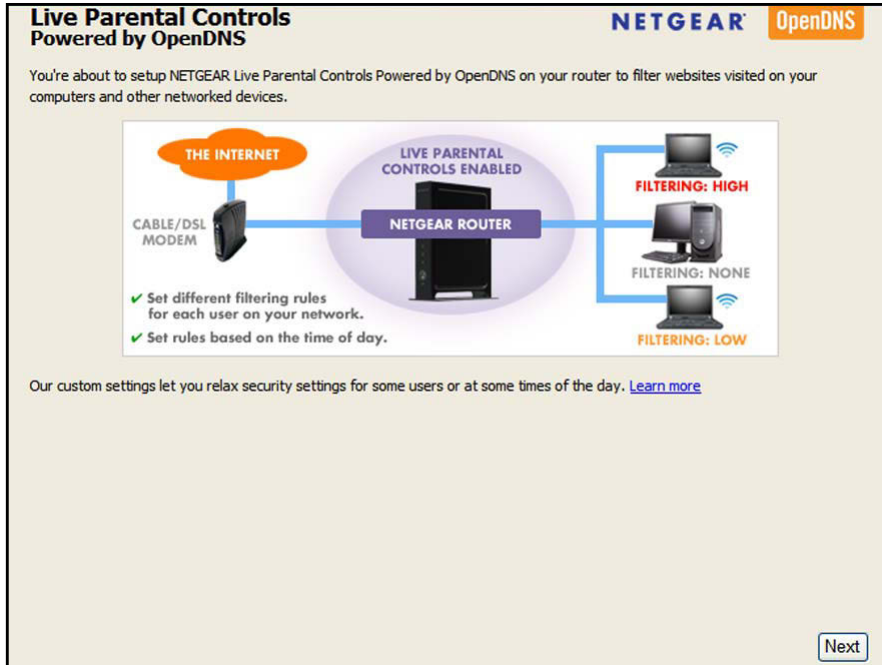 Live Parental Controls
Powered by OpenDNS
NETGEAR
OpenDNS
You're about to setup NETGEAR Live Parental Controls Powered by OpenDNS on your router to filter websites visited on your
computers and other networked devices.
THE INTERNET
CABLE/DSL
MODEM
LIVE PARENTAL
CONTROLS ENABLED
NETGEAR ROUTER
FILTERING: HIGH
FILTERING: NONE
FILTERING: LOW
✔ Set different filtering rules
for each user on your network.
✔ Set rules based on the time of day.
Our custom settings let you relax security settings for some users or at some times of the day. Learn more
Next